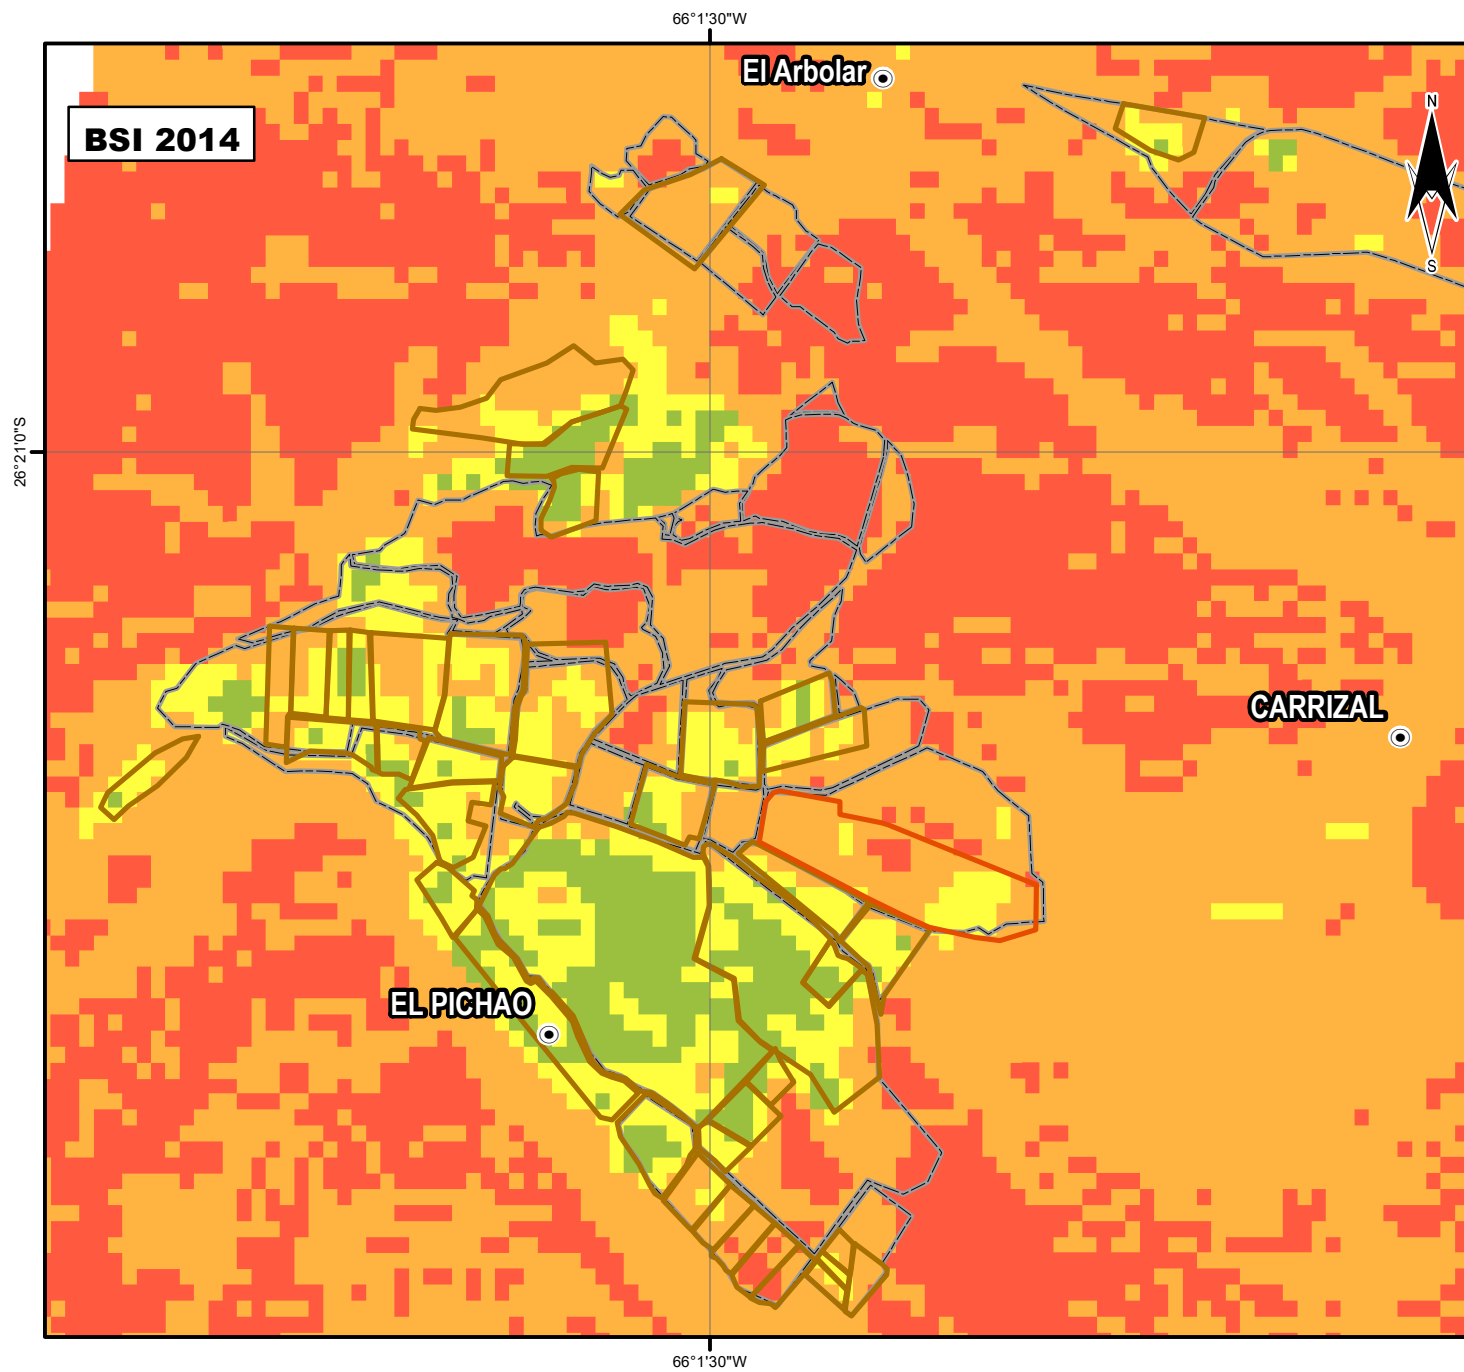 66°1'30"W
El Arbolar
BSI 2014
N
S
26°21'0"S
CARRIZAL
EL PICHAO
66°1'30"W